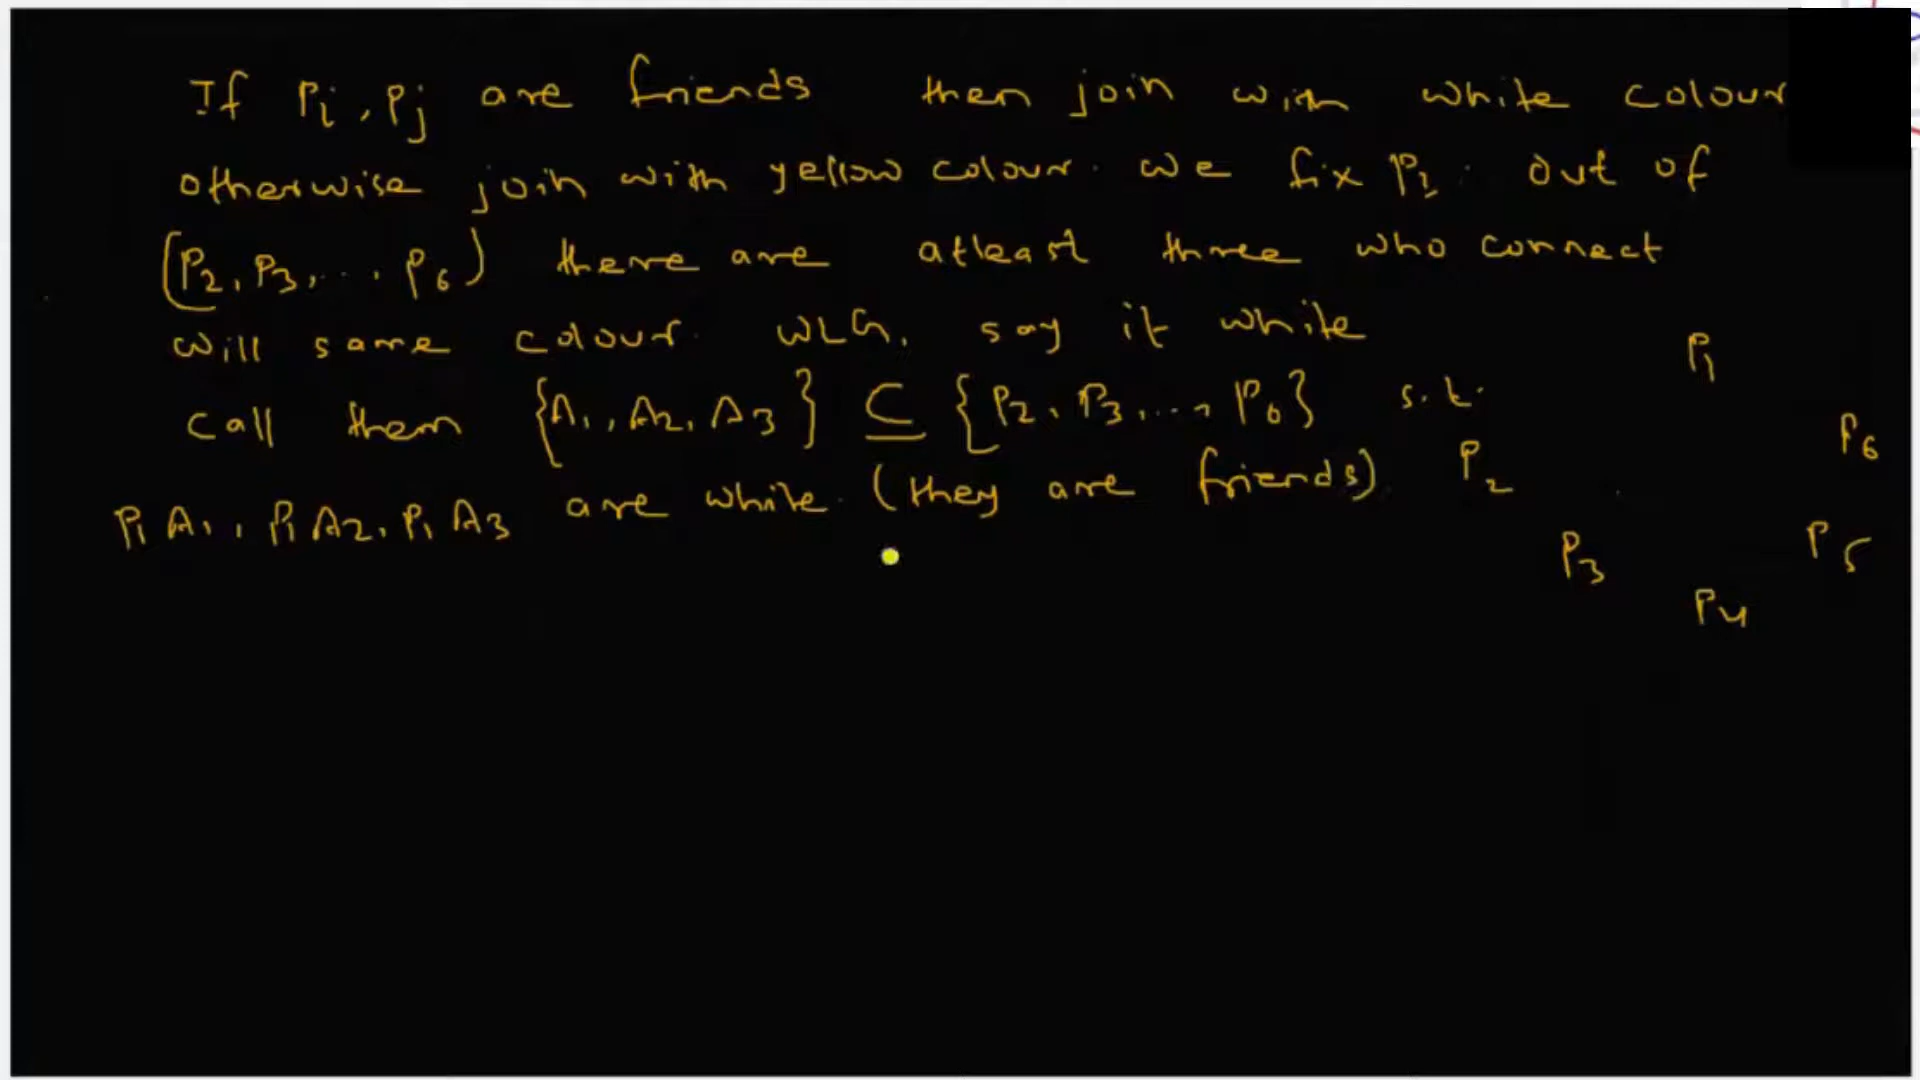 If Pi, Pj are friends then join with white colour
otherwise join with yellow colour. We fix P1. Out of
(P2, P3, ..., P6) there are atleast three who connect
will same colour. WLG, say it white
call them {A1, A2, A3} ⊆ {P2, P3, ..., P6} s.t.
P1A1, P1A2, P1A3 are white. (they are friends).
P1
P6
P2
P5
P3
P4